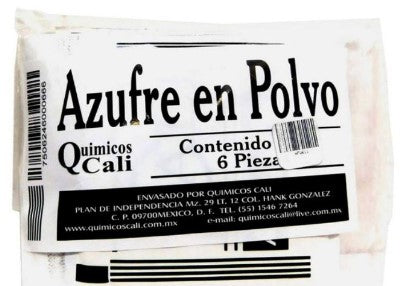 Azufre en Polvo
Quimicos Cali
Contenido
6 Pieza
ENVASADO POR QUIMICOS CALI
PLAN DE INDEPENDENCIA Mz. 29 LT. 12 COL. HANK GONZALEZ
C. P. 09700MEXICO, D. F. TEL. (55) 1546 7264
www.quimicoscali.com.mx e-mail: quimicoscali@live.com.mx
7506246000666